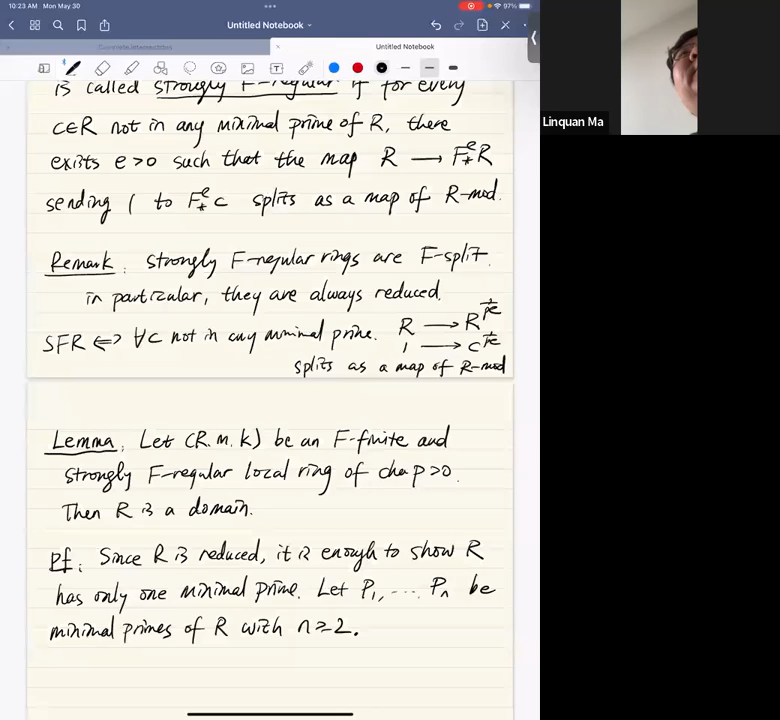 10:23 AM Mon May 30
97%
Untitled Notebook
Untitled Notebook
is called strongly F-regular if for every
c∈R not in any minimal prime of R, there
exists e>0 such that the map R → F^e_* R
sending 1 to F^e_* c splits as a map of R-mod.
Remark. Strongly F-regular rings are F-split.
in particular, they are always reduced.
SFR ⇔ ∀c not in any minimal prime. R → R^{1/p^e}
1 → c^{1/p^e}
splits as a map of R-mod
Lemma. Let (R.m.k) be an F-finite and
strongly F-regular local ring of char p>0.
Then R is a domain.
Pf. Since R is reduced, it is enough to show R
has only one minimal prime. Let P_1, ... P_n be
minimal primes of R with n≥2.
Linquan Ma